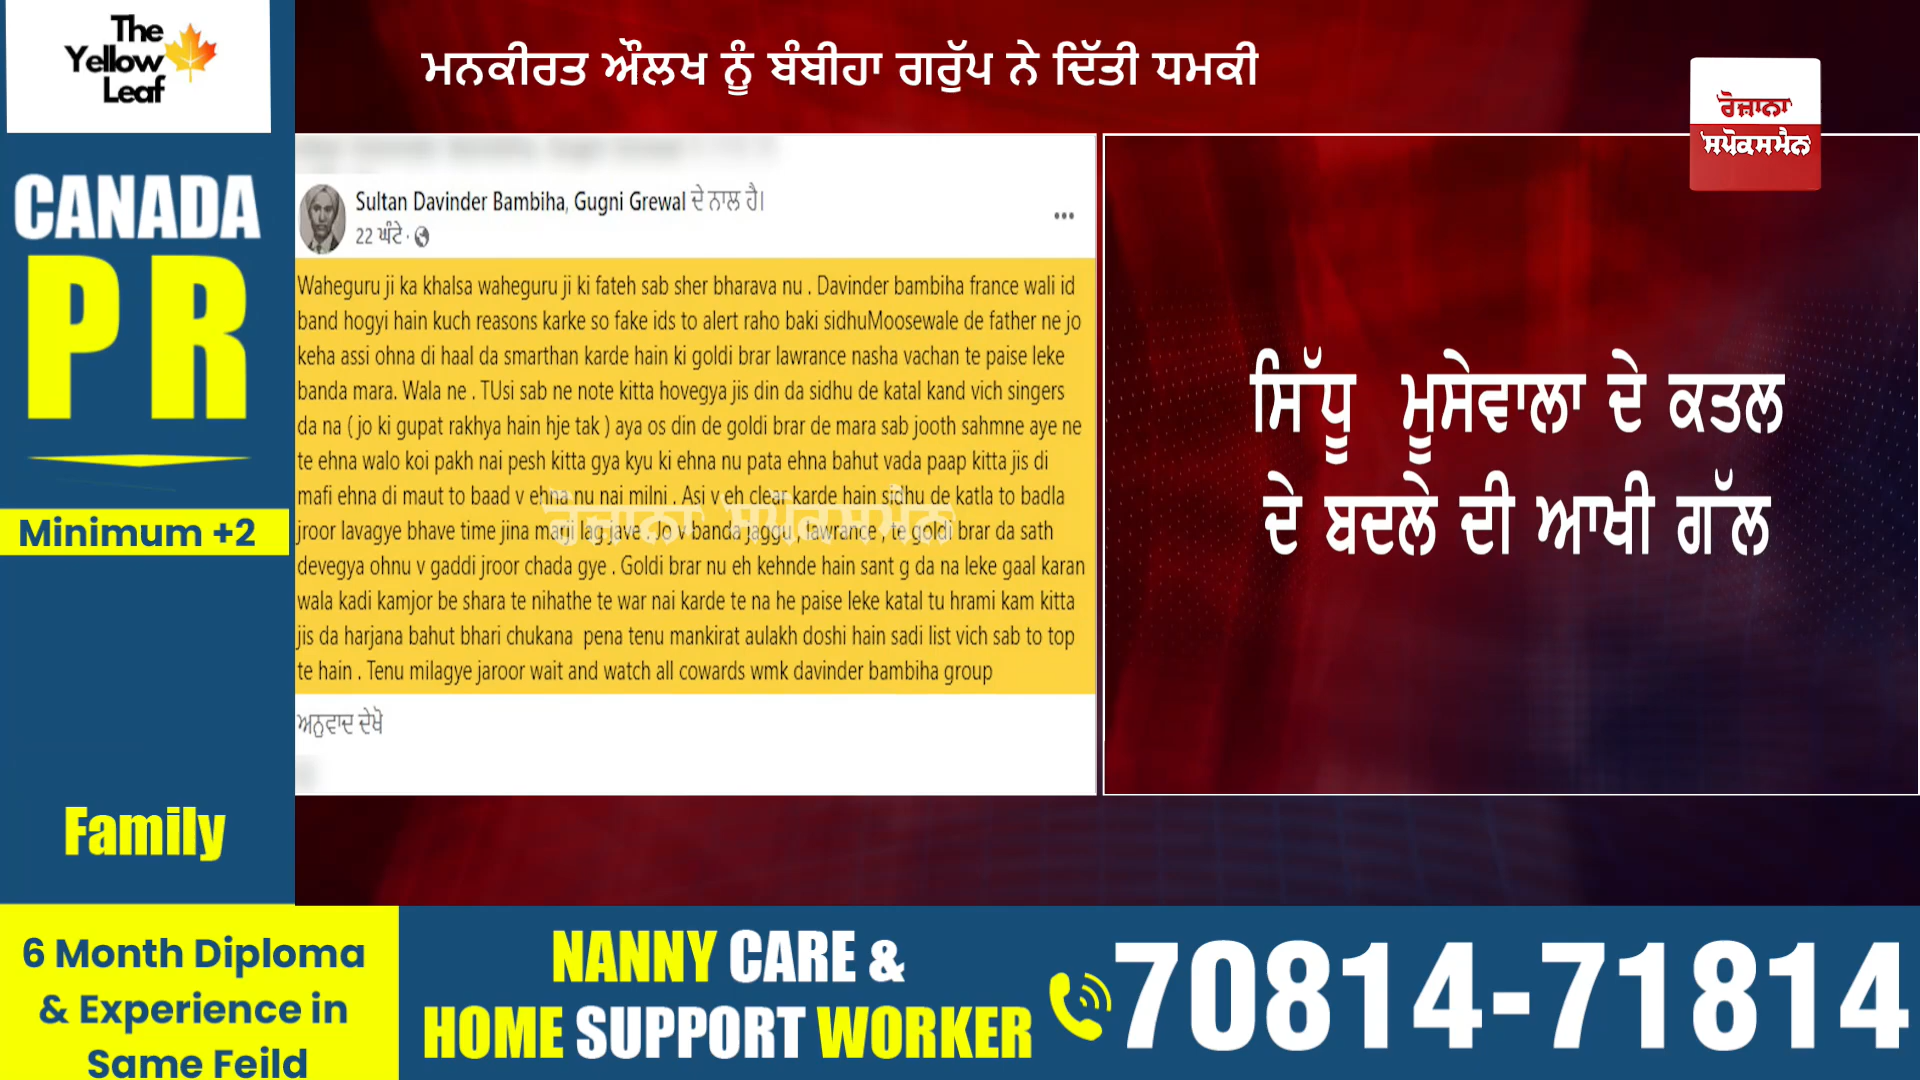 The
Yellow
Leaf
ਮਨਕੀਰਤ ਔਲਖ ਨੂੰ ਬੰਬੀਹਾ ਗਰੁੱਪ ਨੇ ਦਿੱਤੀ ਧਮਕੀ
ਰੋਜ਼ਾਨਾ
ਸਪੋਕਸਮੈਨ
CANADA
PR
Minimum +2
Family
Sultan Davinder Bambiha, Gugni Grewal ਦੇ ਨਾਲ ਹੈ।
22 ਘੰਟੇ ·
Waheguru ji ka khalsa waheguru ji ki fateh sab sher bharava nu . Davinder bambiha france wali id
band hogyi hain kuch reasons karke so fake ids to alert raho baki sidhuMoosewale de father ne jo
keha assi ohna di haal da smarthan karde hain ki goldi brar lawrance nasha vachan te paise leke
banda mara. Wala ne . TUsi sab ne note kitta hovegya jis din da sidhu de katal kand vich singers
da na ( jo ki gupat rakhya hain hje tak ) aya os din de goldi brar de mara sab jooth sahmne aye ne
te ehna walo koi pakh nai pesh kitta gya kyu ki ehna nu pata ehna bahut vada paap kitta jis di
mafi ehna di maut to baad v ehna nu nai milni . Asi v eh clear karde hain sidhu de katla to badla
jroor lavagye bhave time jina marji lag jave . Jo v banda jaggu , lawrance , te goldi brar da sath
devegya ohnu v gaddi jroor chada gye . Goldi brar nu eh kehnde hain sant g da na leke gaal karan
wala kadi kamjor be shara te nihathe te war nai karde te na he paise leke katal tu hrami kam kitta
jis da harjana bahut bhari chukana pena tenu mankirat aulakh doshi hain sadi list vich sab to top
te hain . Tenu milagye jaroor wait and watch all cowards wmk davinder bambiha group
ਰੋਜ਼ਾਨਾ ਸਪੋਕਸਮੈਨ
ਅਨੁਵਾਦ ਦੇਖੋ
ਸਿੱਧੂ ਮੂਸੇਵਾਲਾ ਦੇ ਕਤਲ
ਦੇ ਬਦਲੇ ਦੀ ਆਖੀ ਗੱਲ
6 Month Diploma
& Experience in
Same Feild
NANNY CARE &
HOME SUPPORT WORKER
70814-71814